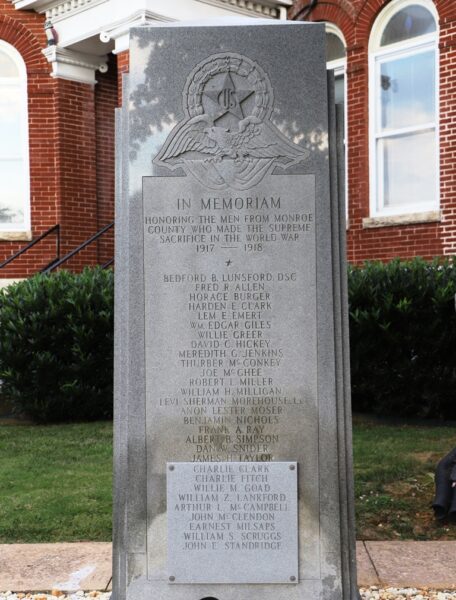 US
IN MEMORIAM
HONORING THE MEN FROM MONROE
COUNTY WHO MADE THE SUPREME
SACRIFICE IN THE WORLD WAR
1917 — 1918
BEDFORD B. LUNSFORD, DSC
FRED R. ALLEN
HORACE BURGER
HARDEN E. CLARK
LEM E. EMERT
WM. EDGAR GILES
WILLIE GREER
DAVID C. HICKEY
MEREDITH G. JENKINS
THURBER McCONKEY
JOE McGHEE
ROBERT L. MILLER
WILLIAM H. MILLIGAN
LEVI SHERMAN MOREHOUSE, Lt
ANON LESTER MOSER
BENJAMIN NICHOLS
FRANK A. RAY
ALBERT B. SIMPSON
DAN W. SNIDER
JAMES H. TAYLOR
CHARLIE CLARK
CHARLIE FITCH
WILLIE M. GOAD
WILLIAM Z. LANKFORD
ARTHUR L. McCAMPBELL
JOHN McCLENDON
EARNEST MILSAPS
WILLIAM S. SCRUGGS
JOHN E. STANDRIDGE